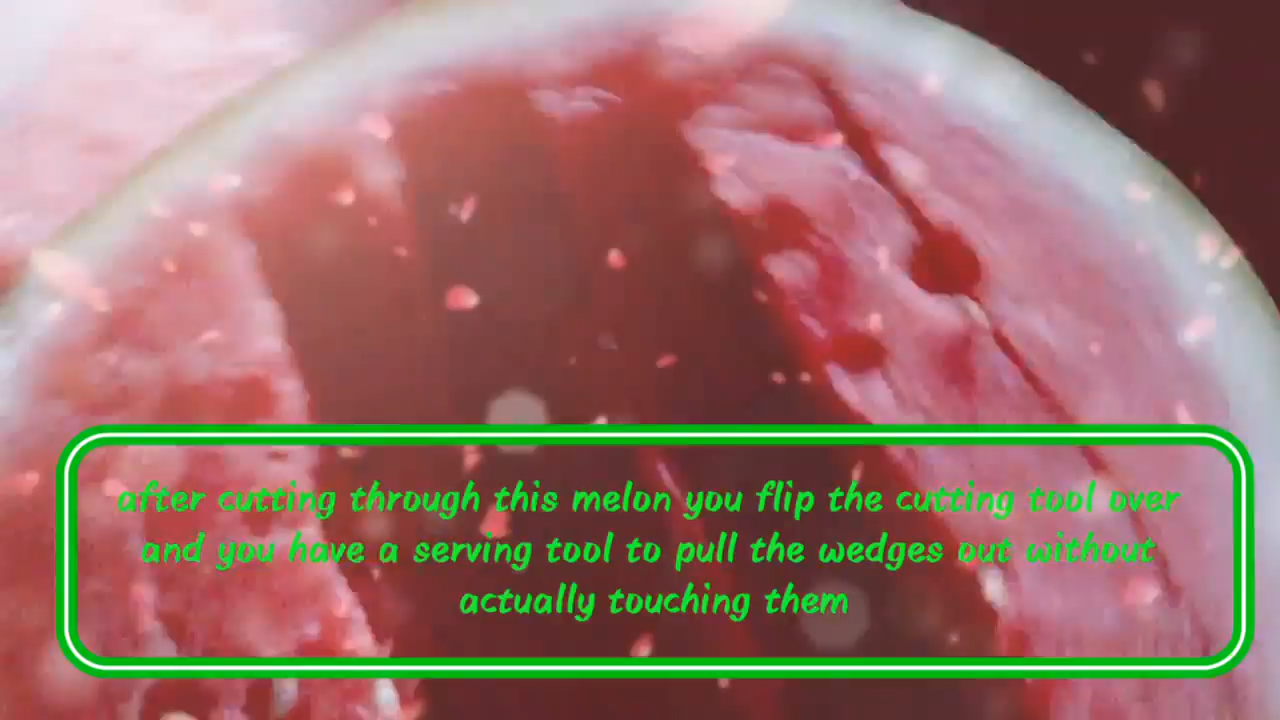 after cutting through this melon you flip the cutting tool over
and you have a serving tool to pull the wedges out without
actually touching them